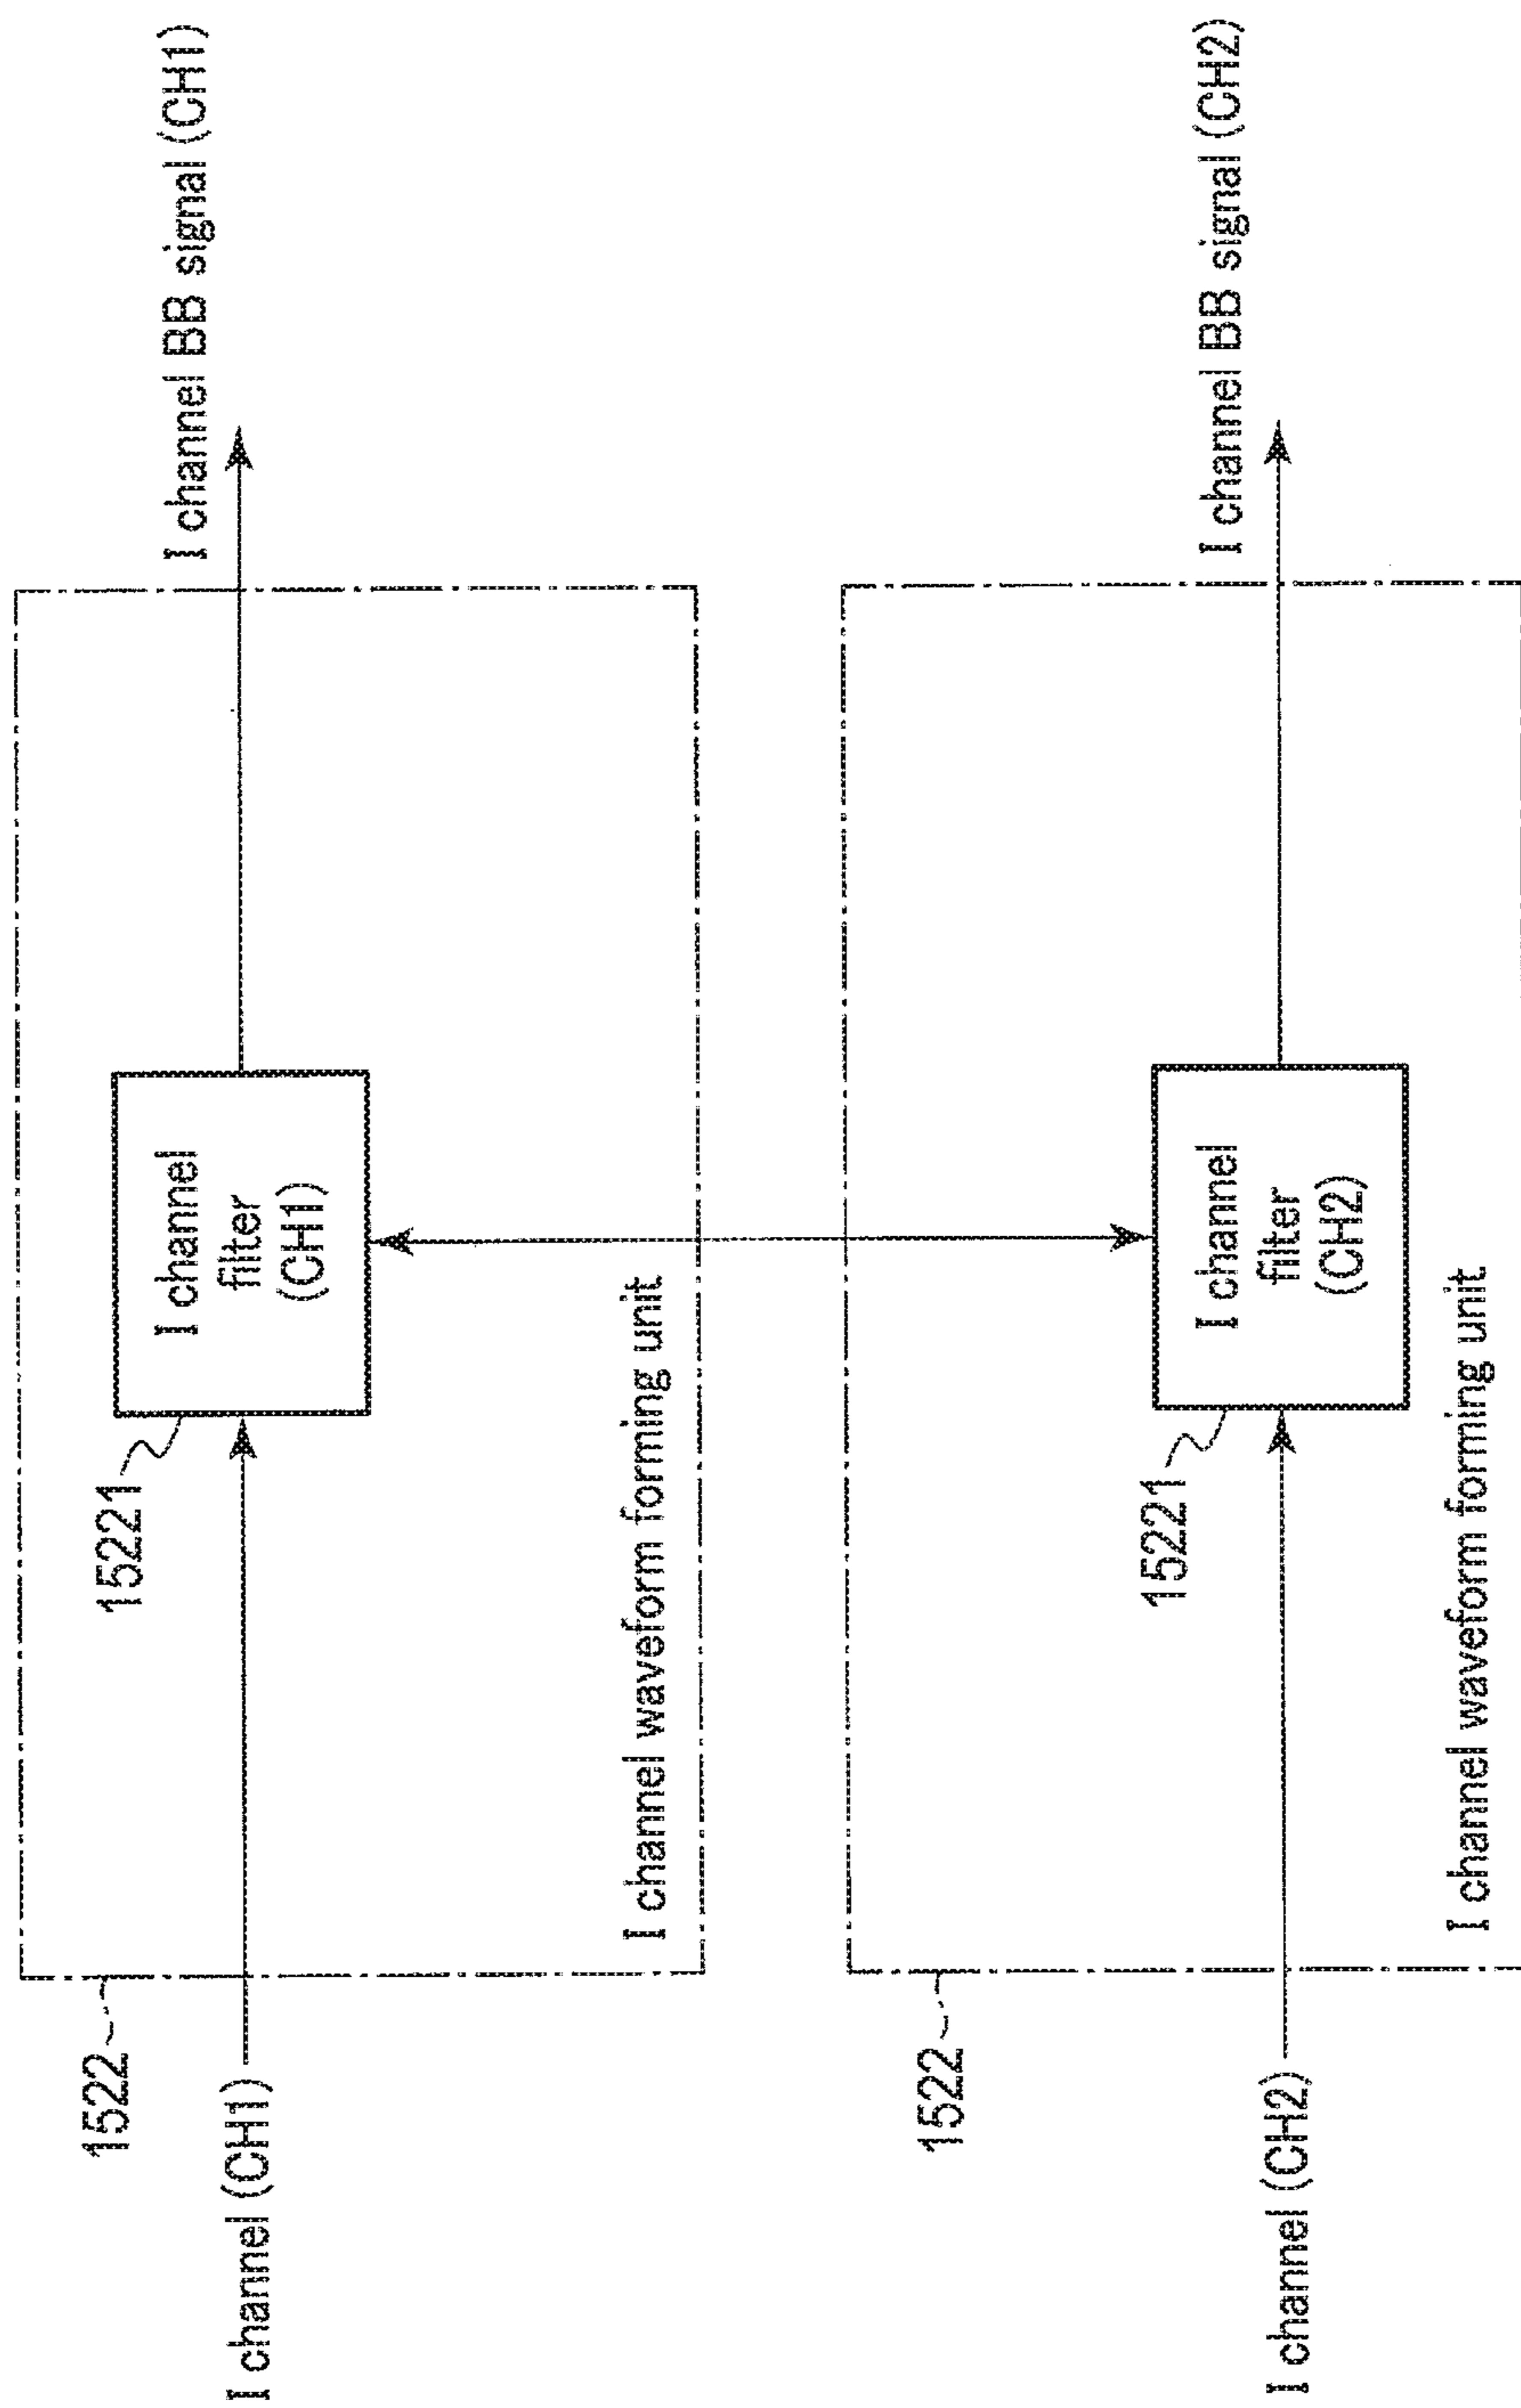 I channel (CH1)
1522
15221
I channel
filter
(CH1)
I channel waveform forming unit
I channel BB signal (CH1)
I channel (CH2)
1522
15221
I channel
filter
(CH2)
I channel waveform forming unit
I channel BB signal (CH2)